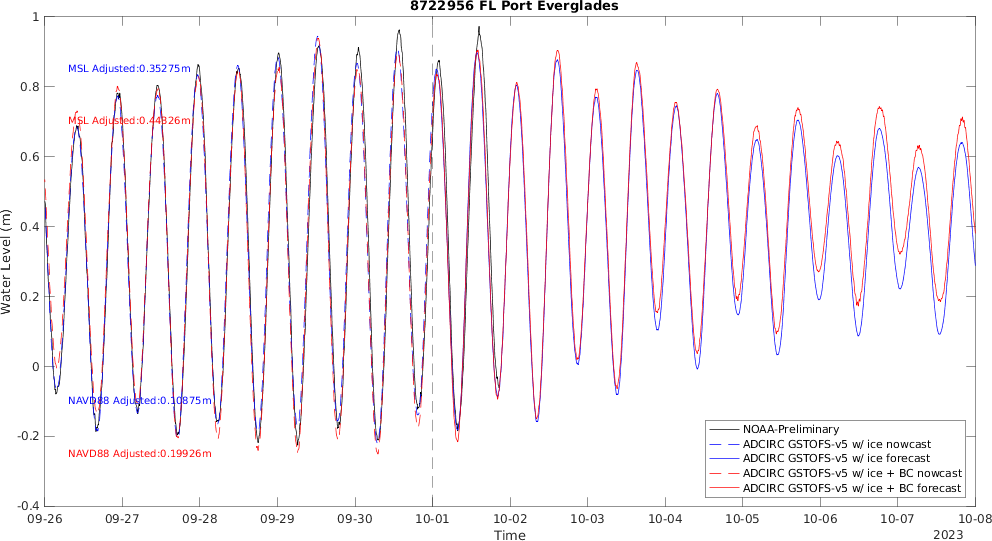 8722956 FL Port Everglades
1
0.8
0.6
0.4
0.2
0
-0.2
-0.4
Water Level (m)
MSL Adjusted:0.35275m
MSL Adjusted:0.44326m
NAVD88 Adjusted:0.10875m
NAVD88 Adjusted:0.19926m
NOAA-Preliminary
ADCIRC GSTOFS-v5 w/ ice nowcast
ADCIRC GSTOFS-v5 w/ ice forecast
ADCIRC GSTOFS-v5 w/ ice + BC nowcast
ADCIRC GSTOFS-v5 w/ ice + BC forecast
09-26 09-27 09-28 09-29 09-30 10-01 10-02 10-03 10-04 10-05 10-06 10-07 10-08
Time
2023